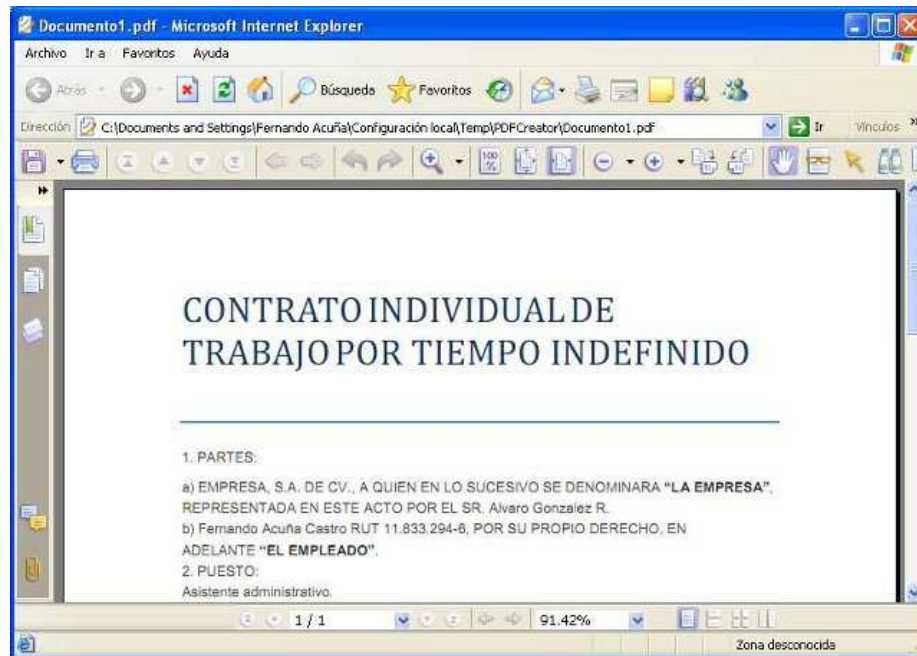 Documento1.pdf - Microsoft Internet Explorer
Archivo Ir a Favoritos Ayuda
Atrás Búsqueda Favoritos
Dirección C:\Documents and Settings\Fernando Acuña\Configuración local\Temp\PDFCreator\Documento1.pdf Ir Vínculos »
100%
CONTRATO INDIVIDUAL DE
TRABAJO POR TIEMPO INDEFINIDO
1. PARTES:
a) EMPRESA, S.A. DE CV., A QUIEN EN LO SUCESIVO SE DENOMINARA “LA EMPRESA”,
REPRESENTADA EN ESTE ACTO POR EL SR. Alvaro Gonzalez R.
b) Fernando Acuña Castro RUT 11.833.294-6, POR SU PROPIO DERECHO, EN
ADELANTE “EL EMPLEADO”.
2. PUESTO:
Asistente administrativo.
1 / 1 91.42%
Zona desconocida